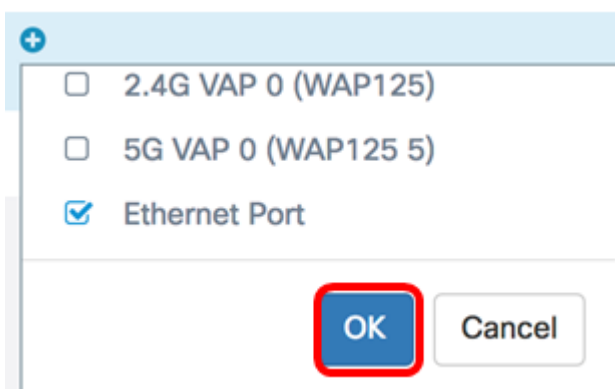 2.4G VAP 0 (WAP125)
5G VAP 0 (WAP125 5)
Ethernet Port
OK Cancel